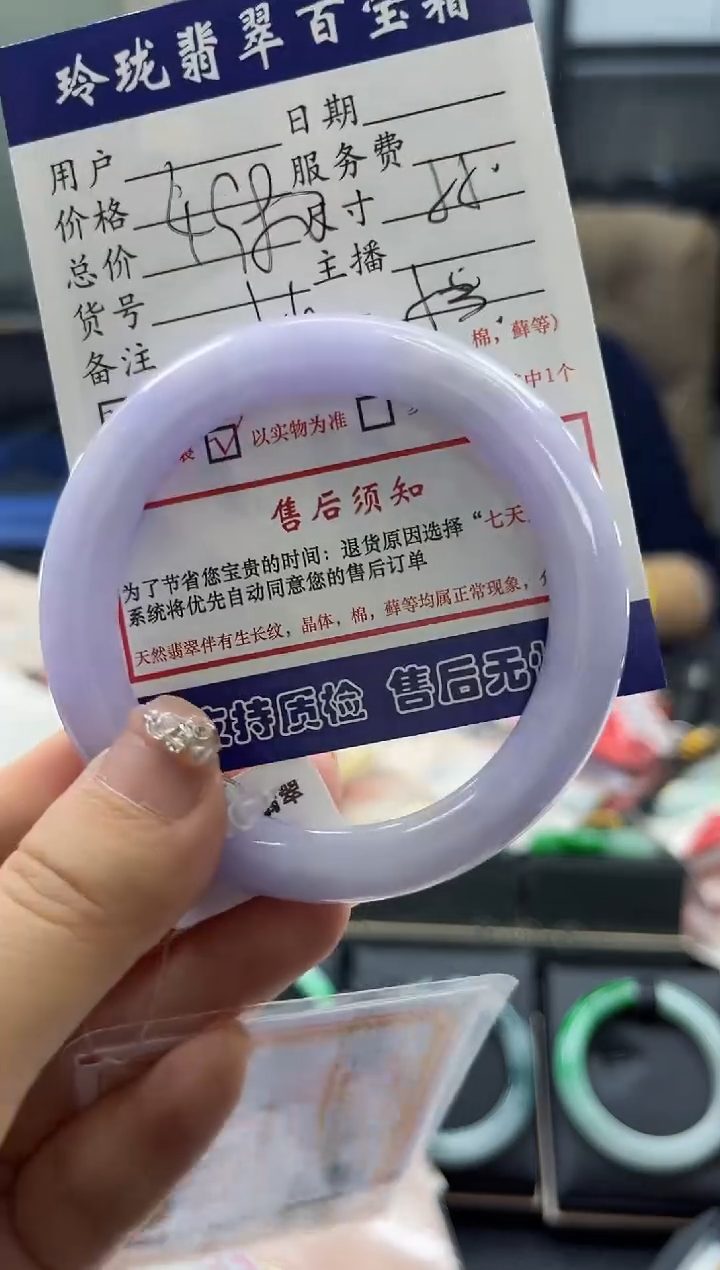 玲珑翡翠百宝箱
用户 日期
价格 服务费
总价 尺寸
货号 主播
备注
棉，藓等）
中1个
以实物为准
售后须知
为了节省您宝贵的时间：退货原因选择“七天
系统将优先自动同意您的售后订单
天然翡翠伴有生长纹，晶体，棉，藓等均属正常现象，
支持质检 售后无忧
翡翠